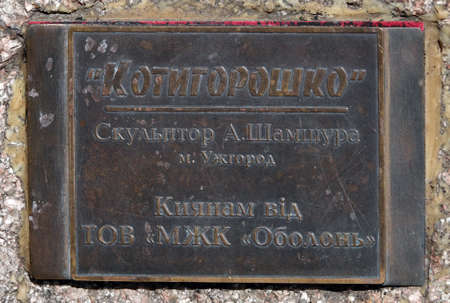 "Котигорошко"
Скульптор А.Шамшура
м. Ужгород
Киянам від
ТОВ «МЖК «Оболонь»